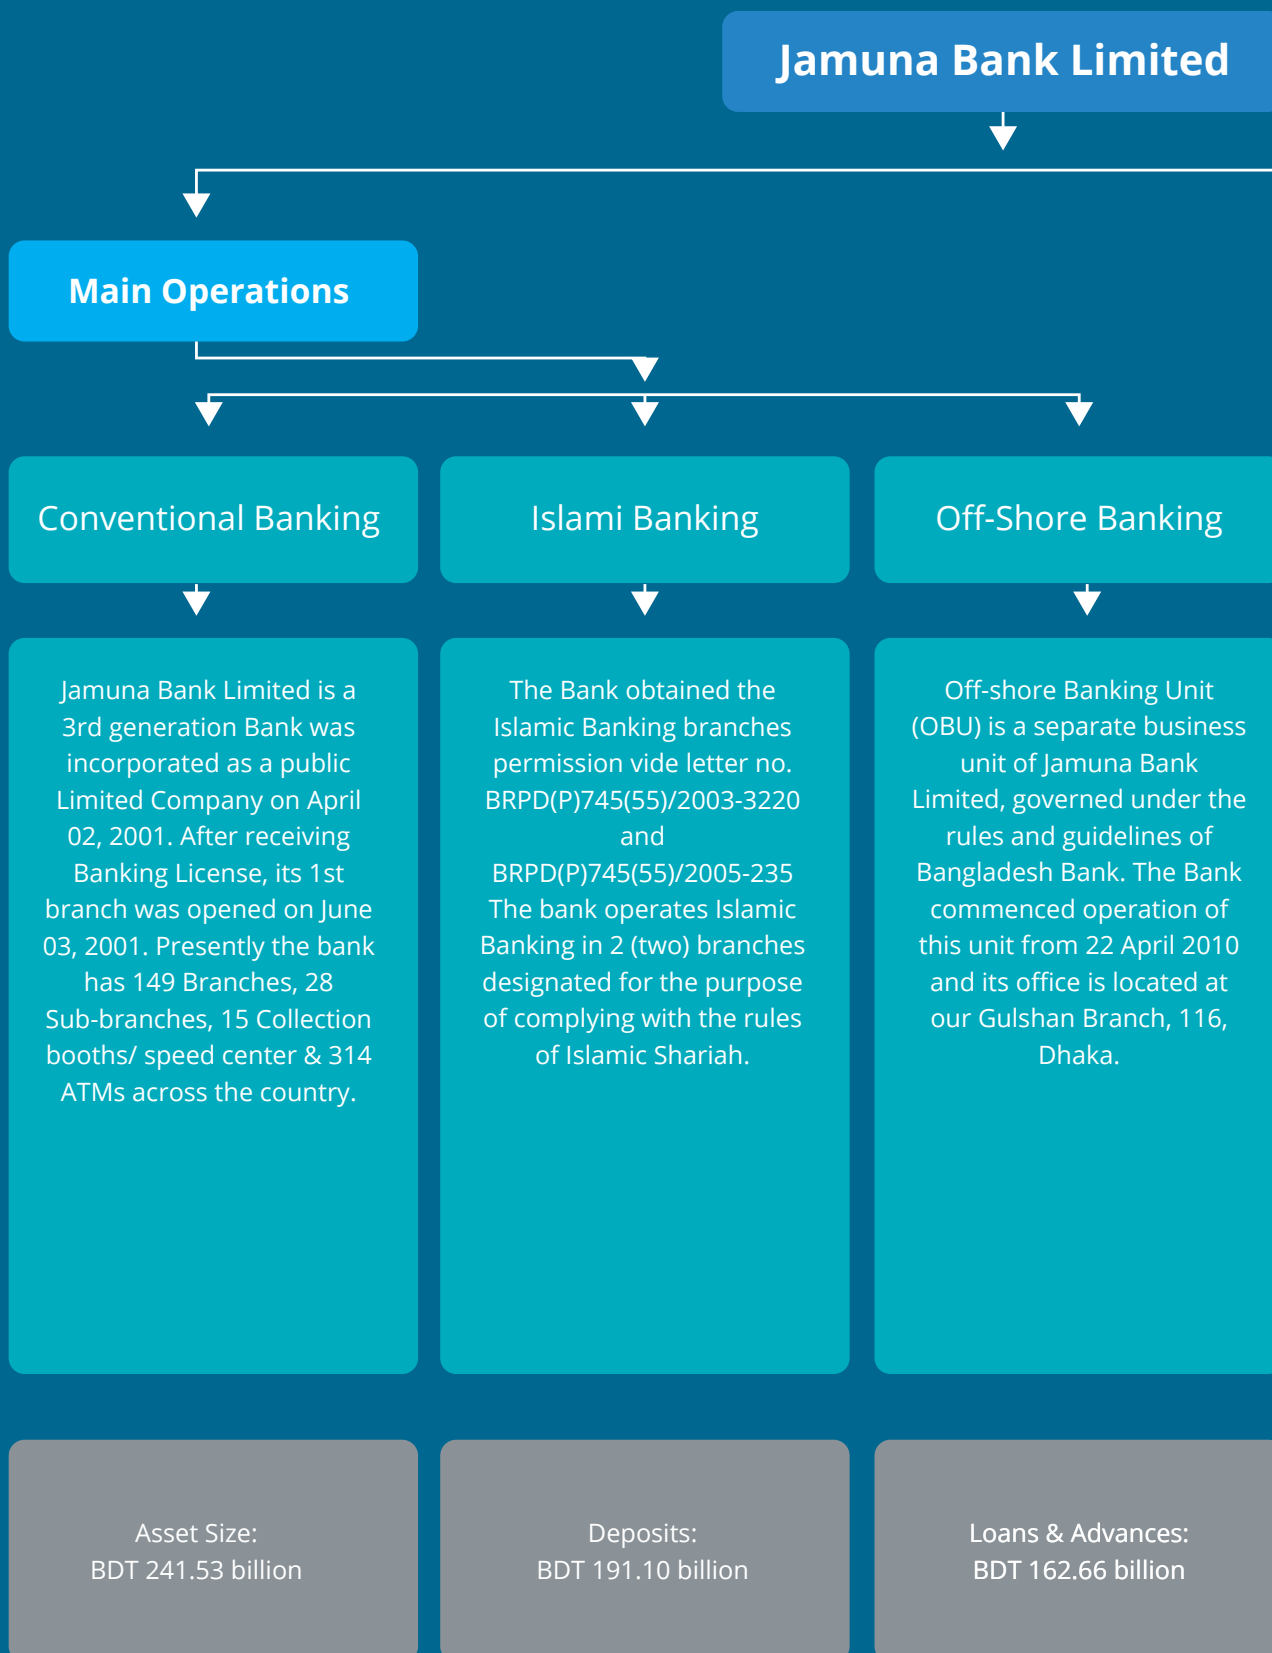 Jamuna Bank Limited
Main Operations
Conventional Banking
Islami Banking
Off-Shore Banking
Jamuna Bank Limited is a
3rd generation Bank was
incorporated as a public
Limited Company on April
02, 2001. After receiving
Banking License, its 1st
branch was opened on June
03, 2001. Presently the bank
has 149 Branches, 28
Sub-branches, 15 Collection
booths/ speed center & 314
ATMs across the country.
The Bank obtained the
Islamic Banking branches
permission vide letter no.
BRPD(P)745(55)/2003-3220
and
BRPD(P)745(55)/2005-235
The bank operates Islamic
Banking in 2 (two) branches
designated for the purpose
of complying with the rules
of Islamic Shariah.
Off-shore Banking Unit
(OBU) is a separate business
unit of Jamuna Bank
Limited, governed under the
rules and guidelines of
Bangladesh Bank. The Bank
commenced operation of
this unit from 22 April 2010
and its office is located at
our Gulshan Branch, 116,
Dhaka.
Asset Size:
BDT 241.53 billion
Deposits:
BDT 191.10 billion
Loans & Advances:
BDT 162.66 billion